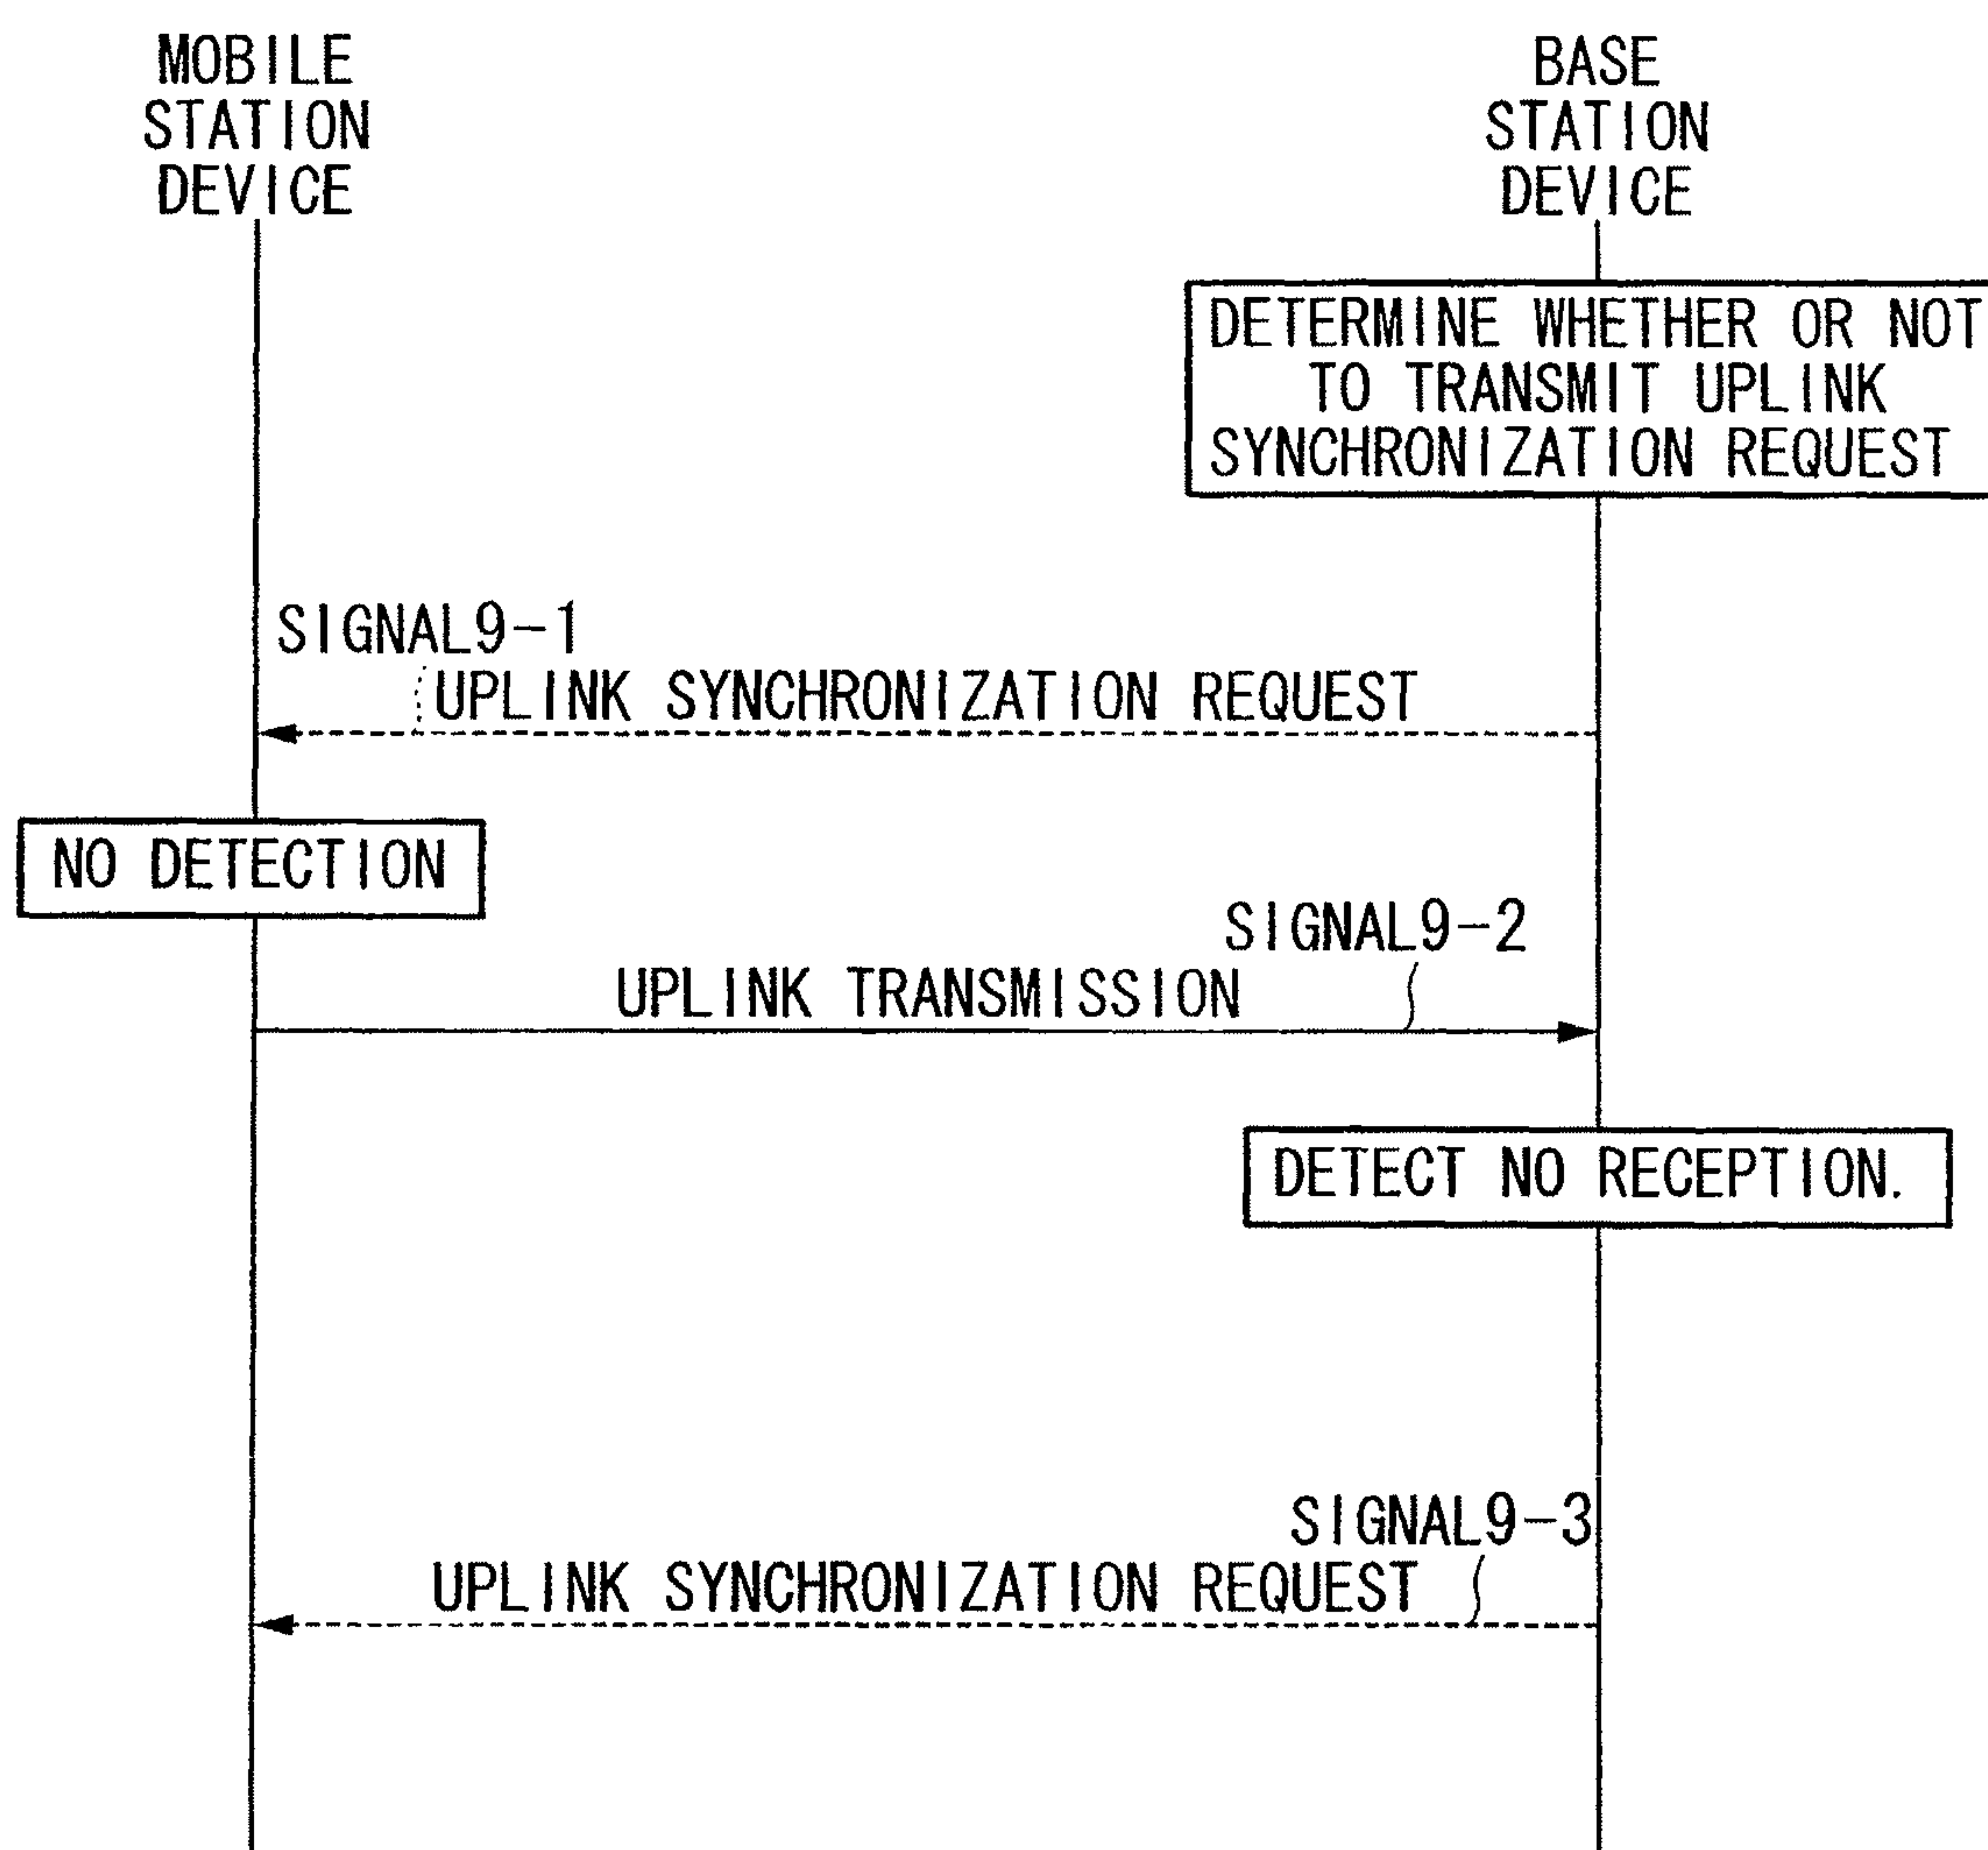 MOBILE
STATION
DEVICE
BASE
STATION
DEVICE
DETERMINE WHETHER OR NOT
TO TRANSMIT UPLINK
SYNCHRONIZATION REQUEST
SIGNAL9-1
UPLINK SYNCHRONIZATION REQUEST
NO DETECTION
SIGNAL9-2
UPLINK TRANSMISSION
DETECT NO RECEPTION.
SIGNAL9-3
UPLINK SYNCHRONIZATION REQUEST